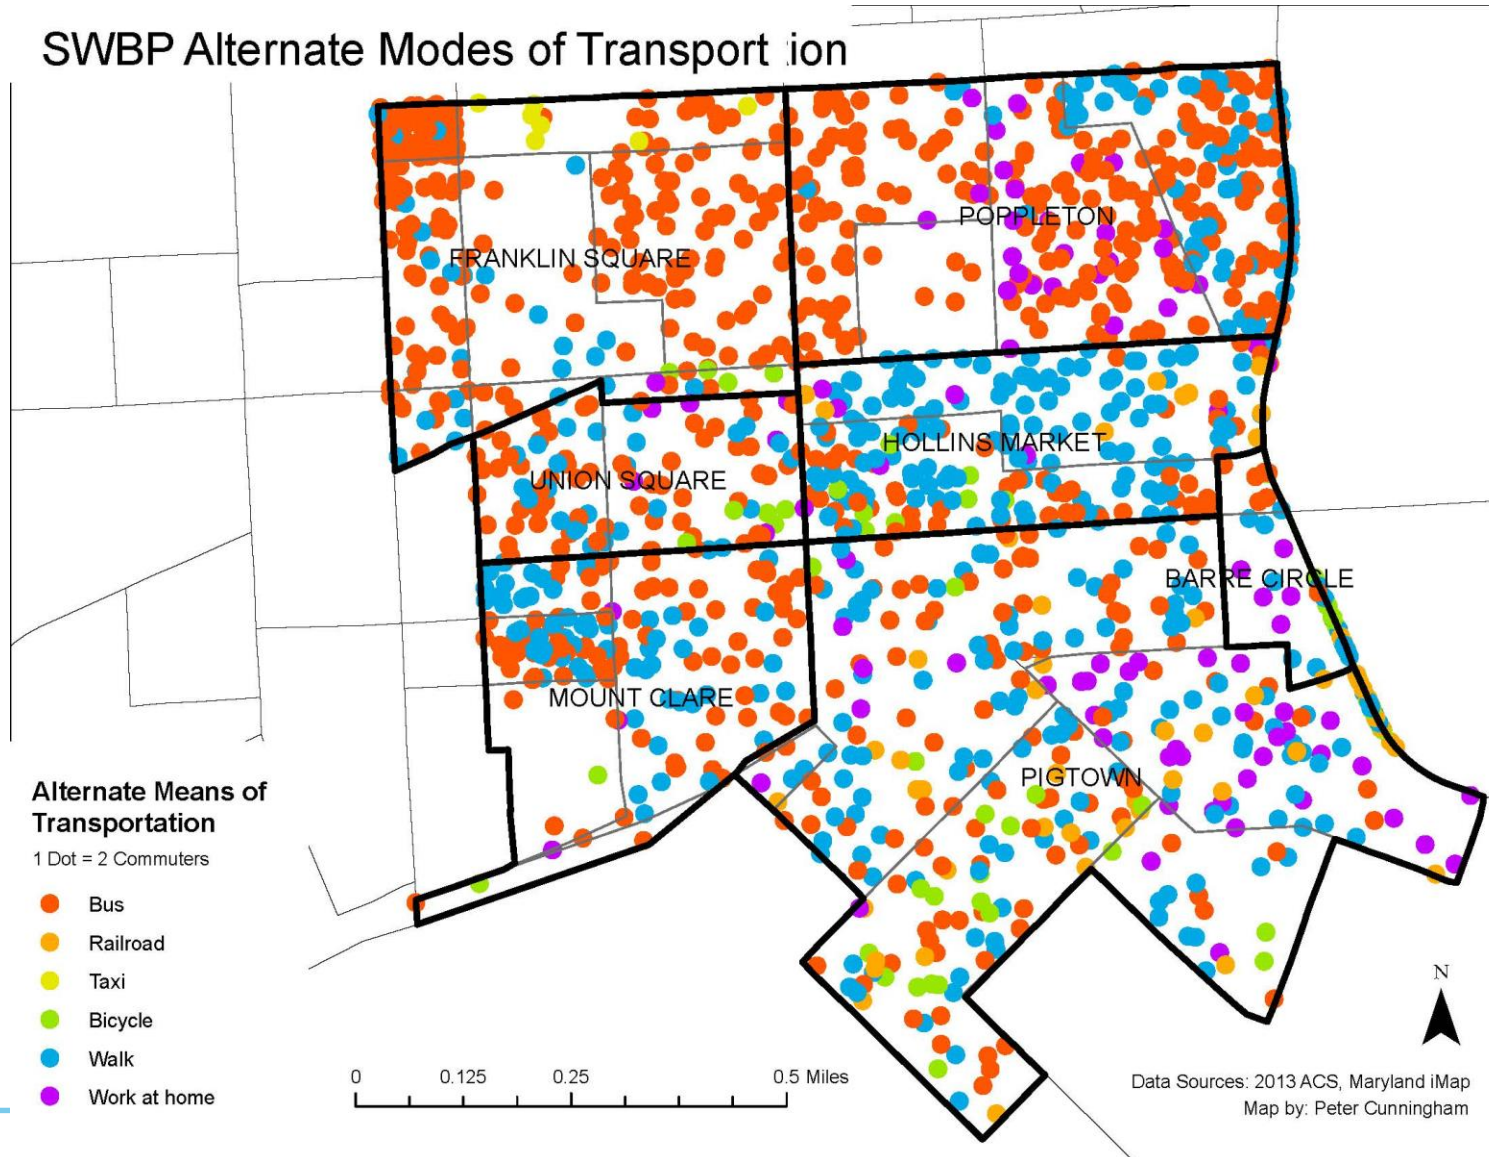 SWBP Alternate Modes of Transport ion
POPPLETON
FRANKLIN SQUARE
HOLLINS MARKET
UNION SQUARE
BARRE CIRCLE
MOUNT CLARE
PIGTOWN
Alternate Means of
Transportation
1 Dot = 2 Commuters
Bus
Railroad
Taxi
Bicycle
Walk
Work at home
0 0.125 0.25 0.5 Miles
N
Data Sources: 2013 ACS, Maryland iMap
Map by: Peter Cunningham